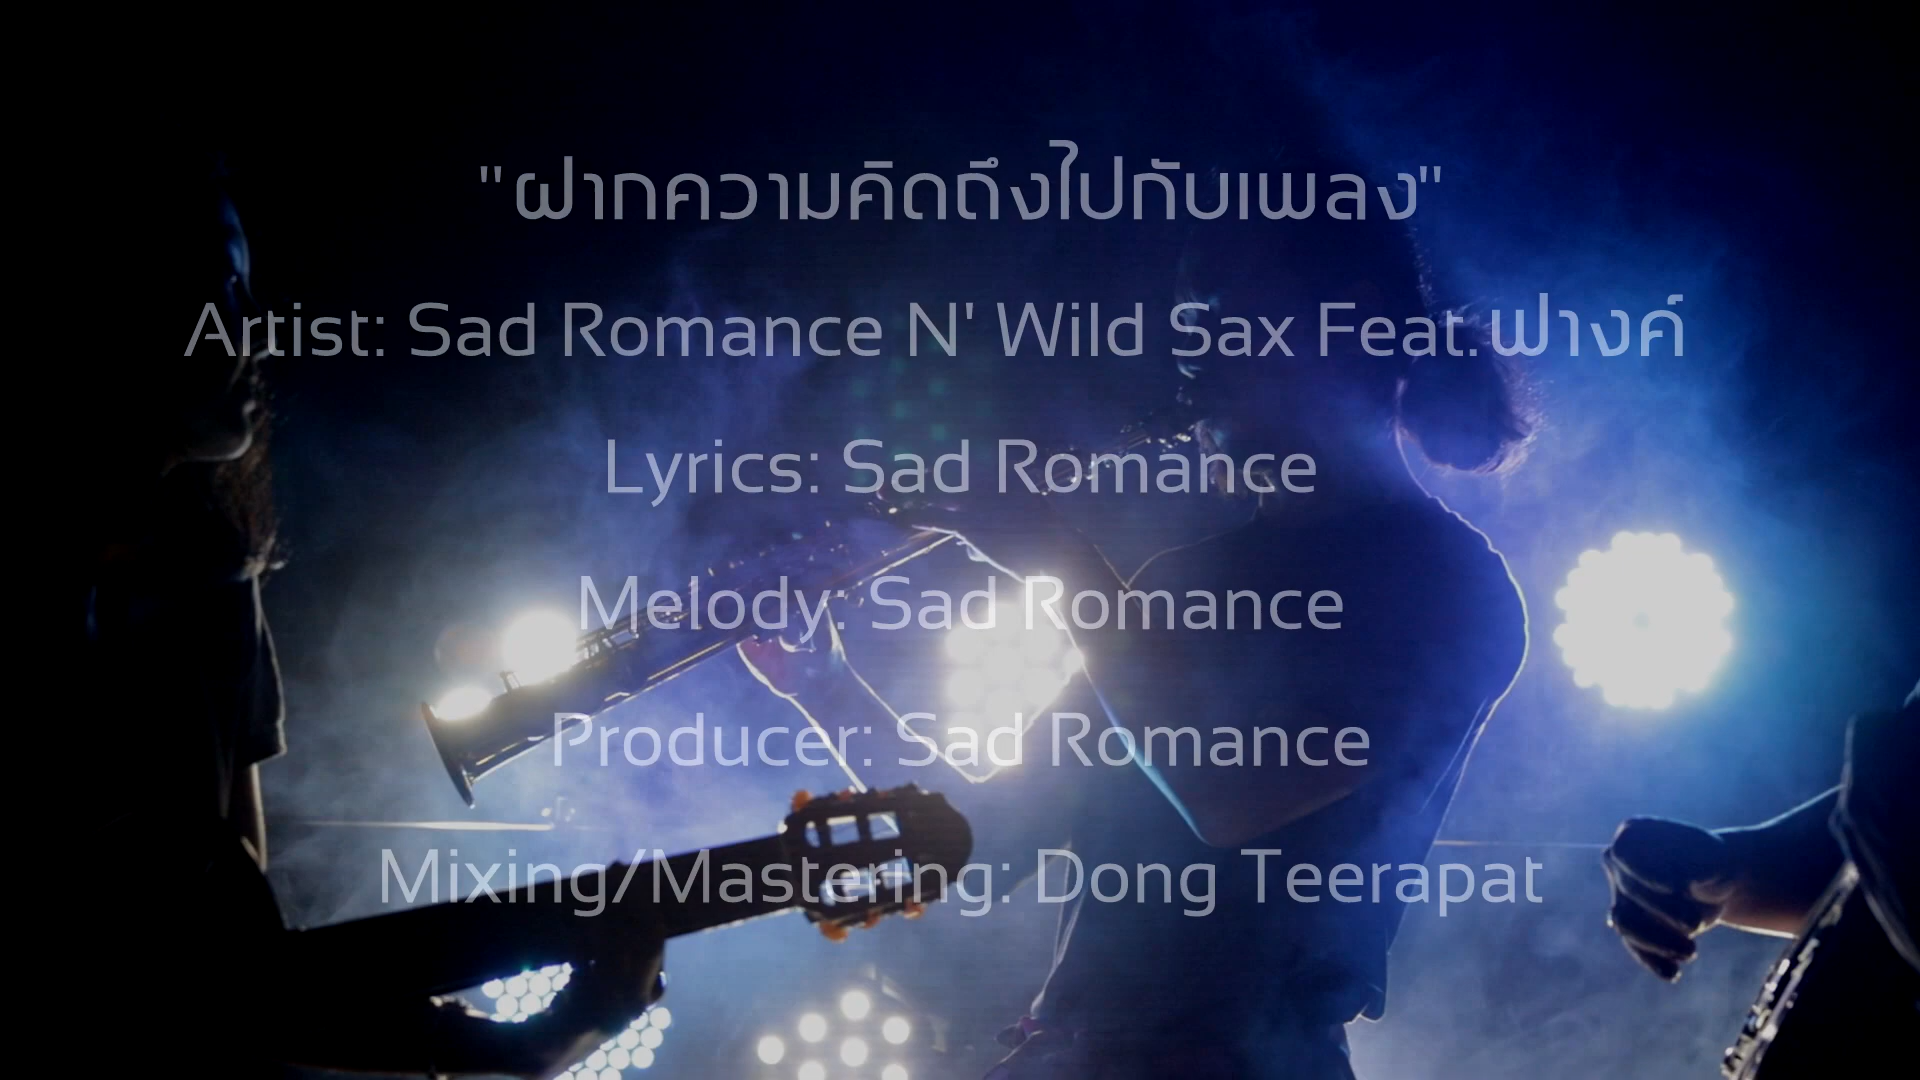 "ฝากความคิดถึงไปกับเพลง"
Artist: Sad Romance N' Wild Sax Feat.ฟางค์
Lyrics: Sad Romance
Melody: Sad Romance
Producer: Sad Romance
Mixing/Mastering: Dong Teerapat